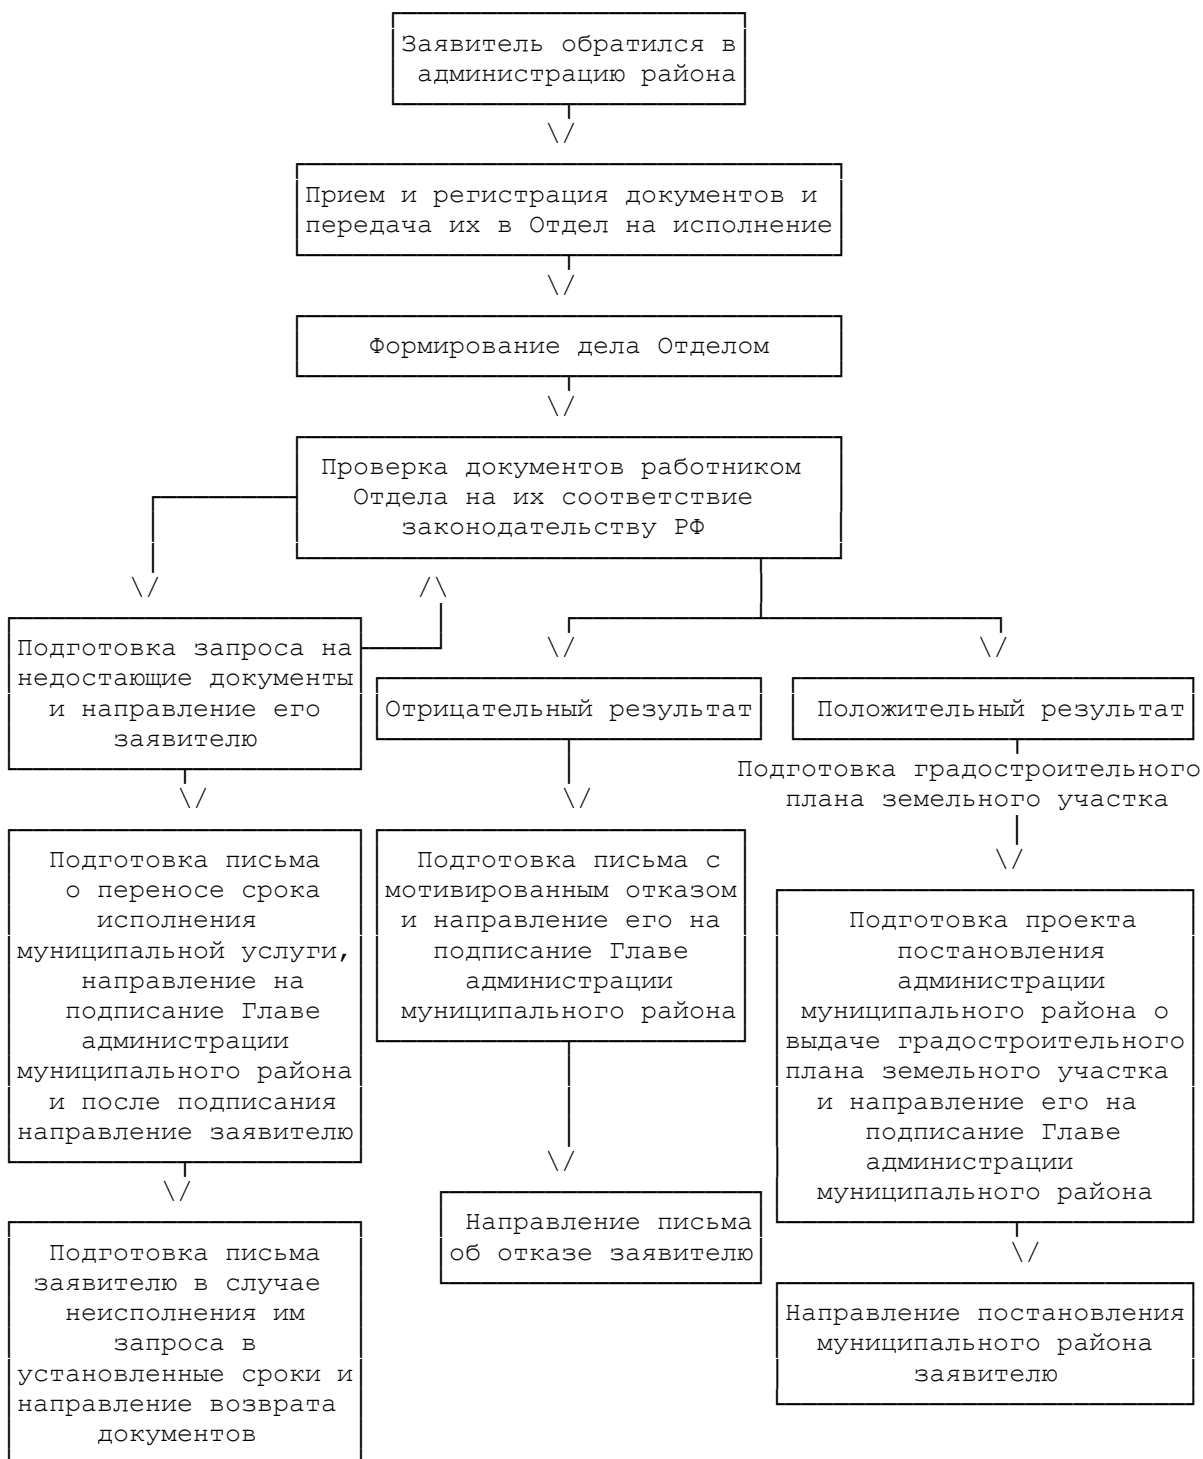 Заявитель обратился в
администрацию района
Прием и регистрация документов и
передача их в Отдел на исполнение
Формирование дела Отделом
Проверка документов работником
Отдела на их соответствие
законодательству РФ
Подготовка запроса на
недостающие документы
и направление его
заявителю
Отрицательный результат
Положительный результат
Подготовка градостроительного
плана земельного участка
Подготовка письма
о переносе срока
исполнения
муниципальной услуги,
направление на
подписание Главе
администрации
муниципального района
и после подписания
направление заявителю
Подготовка письма с
мотивированным отказом
и направление его на
подписание Главе
администрации
муниципального района
Подготовка проекта
постановления
администрации
муниципального района о
выдаче градостроительного
плана земельного участка
и направление его на
подписание Главе
администрации
муниципального района
Подготовка письма
заявителю в случае
неисполнения им
запроса в
установленные сроки и
направление возврата
документов
Направление письма
об отказе заявителю
Направление постановления
муниципального района
заявителю